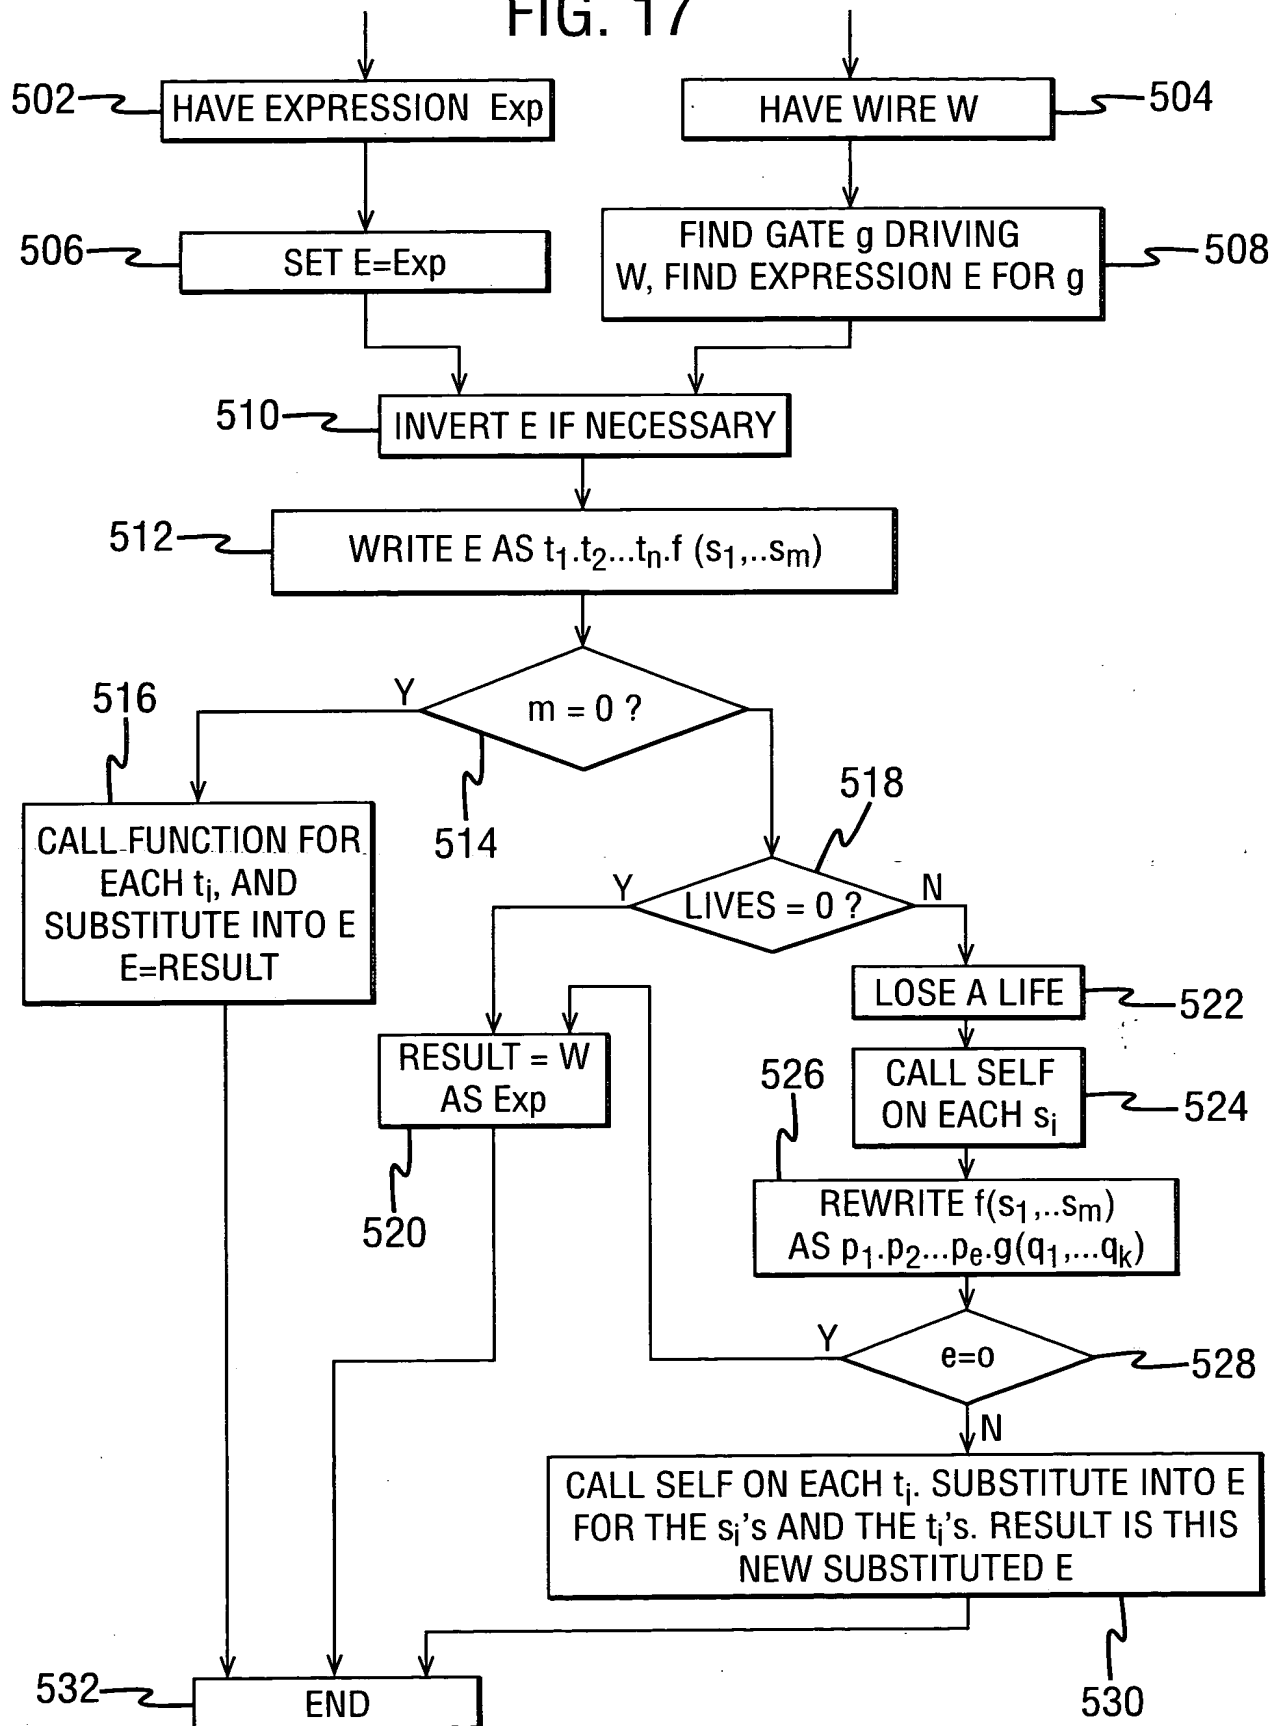 FIG. 17
502
HAVE EXPRESSION Exp
HAVE WIRE W
504
506
SET E=Exp
FIND GATE g DRIVING
W, FIND EXPRESSION E FOR g
508
510
INVERT E IF NECESSARY
512
WRITE E AS t₁.t₂...tₙ.f (s₁,..sₘ)
516
Y
m = 0 ?
514
518
CALL FUNCTION FOR
EACH tᵢ, AND
SUBSTITUTE INTO E
E=RESULT
Y
LIVES = 0 ?
N
LOSE A LIFE
522
RESULT = W
AS Exp
520
526
CALL SELF
ON EACH sᵢ
524
REWRITE f(s₁,..sₘ)
AS p₁.p₂...pₑ.g(q₁,...qₖ)
Y
e=o
528
N
CALL SELF ON EACH tᵢ. SUBSTITUTE INTO E
FOR THE sᵢ'S AND THE tᵢ'S. RESULT IS THIS
NEW SUBSTITUTED E
530
532
END